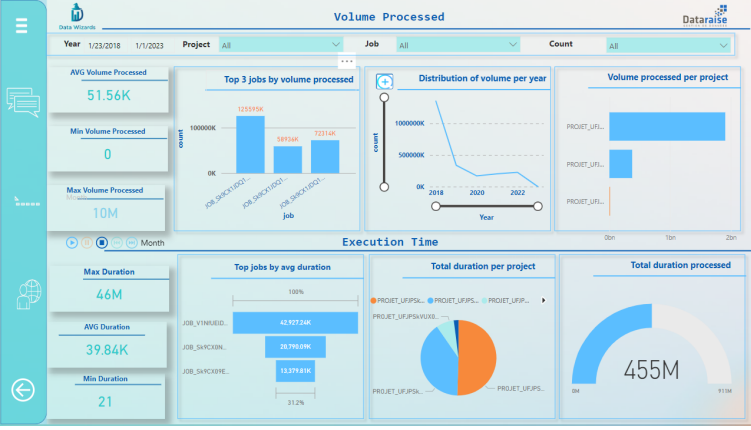 Data Wizards
Volume Processed
Dataraise
Year 1/23/2018 1/1/2023 Project All Job All Count All
...
AVG Volume Processed
51.56K
Min Volume Processed
0
Max Volume Processed
10M
Month
Top 3 jobs by volume processed
count
100000K
0K
125595K
58926K
72314K
job
Distribution of volume per year
count
1000000K
500000K
0K
2018 2020 2022
Year
Volume processed per project
PROJET_UFJ...
PROJET_UFJ...
PROJET_UFJ...
0bn 1bn 2bn
Month
Execution Time
Max Duration
46M
AVG Duration
39.84K
Min Duration
21
Top jobs by avg duration
100%
JOB_V1NIUEID... 42,927.24K
JOB_Sk9CX0N... 20,790.09K
JOB_Sk9CX09E... 13,379.81K
31.2%
Total duration per project
PROJET_UFJPSk... PROJET_UFJPS... PROJET_UFJP...
PROJET_UFJPSkVUX0...
PROJET_UFJPSk...
PROJET_UFJPS...
Total duration processed
455M
0M 911M